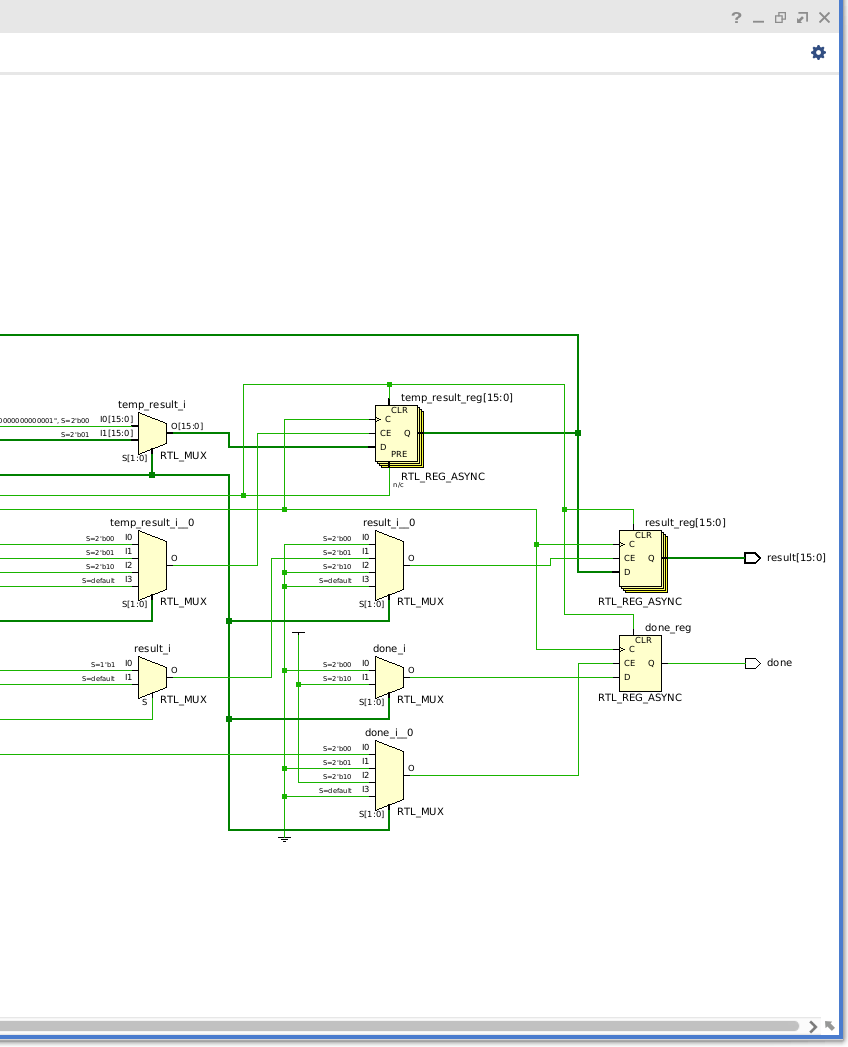 ?
temp_result_i
0000000000001", S=2'b00 I0[15:0]
S=2'b01 I1[15:0]
O[15:0]
S[1:0]
RTL_MUX
temp_result_reg[15:0]
CLR
C
CE Q
D
PRE
RTL_REG_ASYNC
n/c
temp_result_i__0
S=2'b00 I0
S=2'b01 I1
S=2'b10 I2
S=default I3
O
S[1:0]
RTL_MUX
result_i__0
S=2'b00 I0
S=2'b01 I1
S=2'b10 I2
S=default I3
O
S[1:0]
RTL_MUX
result_reg[15:0]
CLR
C
CE Q
D
RTL_REG_ASYNC
result[15:0]
result_i
S=1'b1 I0
S=default I1
O
S
RTL_MUX
done_i
S=2'b00 I0
S=2'b10 I1
O
S[1:0]
RTL_MUX
done_reg
CLR
C
CE Q
D
RTL_REG_ASYNC
done
done_i__0
S=2'b00 I0
S=2'b01 I1
S=2'b10 I2
S=default I3
O
S[1:0]
RTL_MUX